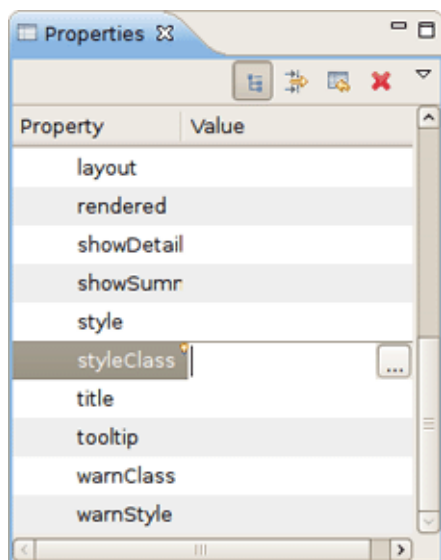 Properties
Property Value
layout
rendered
showDetail
showSumr
style
styleClass ...
title
tooltip
warnClass
warnStyle